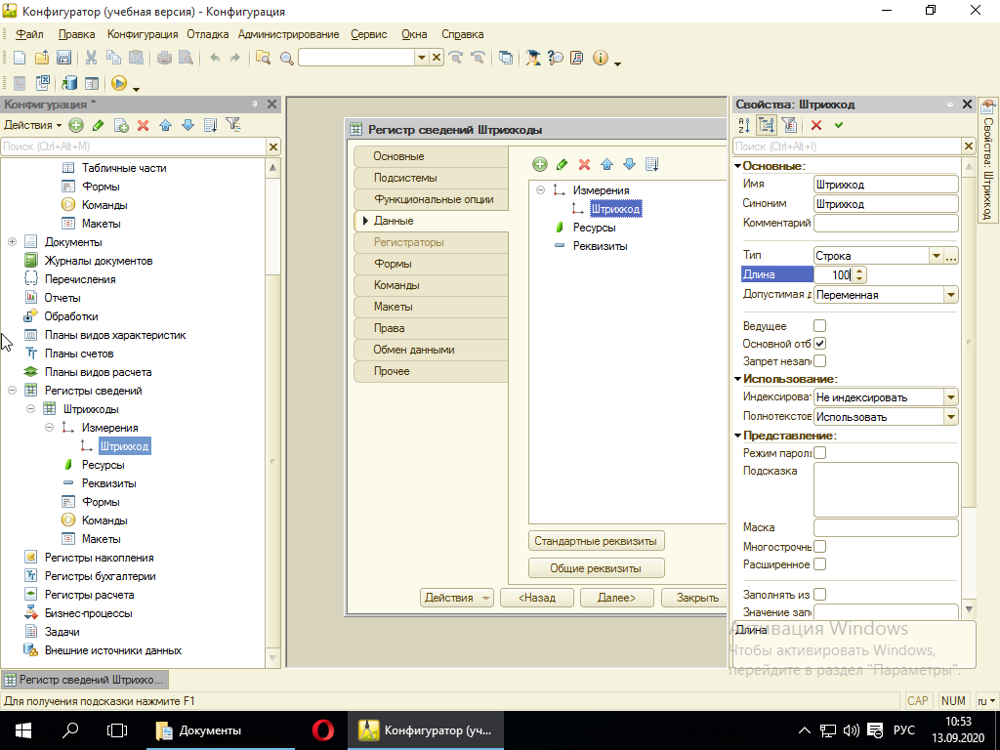 Конфигуратор (учебная версия) - Конфигурация
Файл Правка Конфигурация Отладка Администрирование Сервис Окна Справка
Конфигурация *
Действия
Поиск (Ctrl+Alt+M)
Табличные части
Формы
Команды
Макеты
Документы
Журналы документов
Перечисления
Отчеты
Обработки
Планы видов характеристик
Планы счетов
Планы видов расчета
Регистры сведений
Штрихкоды
Измерения
Штрихкод
Ресурсы
Реквизиты
Формы
Команды
Макеты
Регистры накопления
Регистры бухгалтерии
Регистры расчета
Бизнес-процессы
Задачи
Внешние источники данных
Регистр сведений Штрихкоды
Основные
Подсистемы
Функциональные опции
Данные
Регистраторы
Формы
Команды
Макеты
Права
Обмен данными
Прочее
Измерения
Штрихкод
Ресурсы
Реквизиты
Стандартные реквизиты
Общие реквизиты
Действия <Назад Далее> Закрыть
Свойства: Штрихкод
Поиск (Ctrl+Alt+I)
Основные:
Имя Штрихкод
Синоним Штрихкод
Комментарий
Тип Строка ...
Длина 100
Допустимая д Переменная
Ведущее
Основной отб
Запрет незап
Использование:
Индексироват Не индексировать
Полнотекстов Использовать
Представление:
Режим пароля
Подсказка
Маска
Многострочнь
Расширенное
Заполнять из
Значение запо
Длина
Свойства: Штрихкод
Активация Windows
Чтобы активировать Windows,
перейдите в раздел "Параметры".
Регистр сведений Штрихко...
Для получения подсказки нажмите F1
CAP NUM ru
Документы
Конфигуратор (уч...
РУС
10:53
13.09.2020